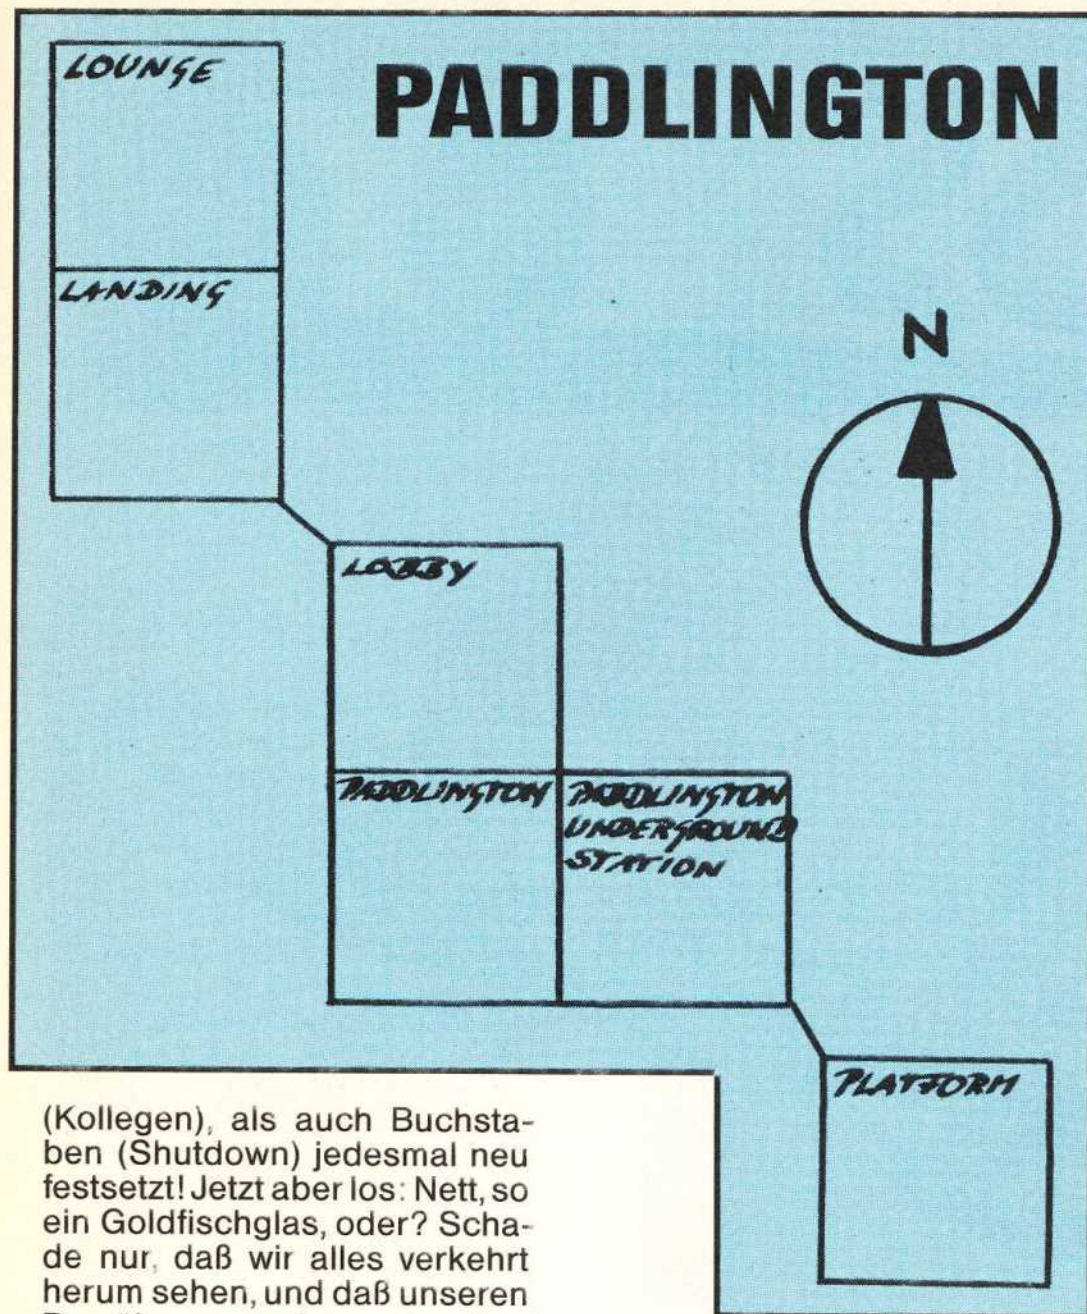 LOUNGE
PADDLINGTON
LANDING
N
LOBBY
PADDLINGTON
PADDLINGTON
UNDERGROUND
STATION
PLATFORM
(Kollegen), als auch Buchsta-
ben (Shutdown) jedesmal neu
festsetzt! Jetzt aber los: Nett, so
ein Goldfischglas, oder? Scha-
de nur, daß wir alles verkehrt
herum sehen, und daß unseren